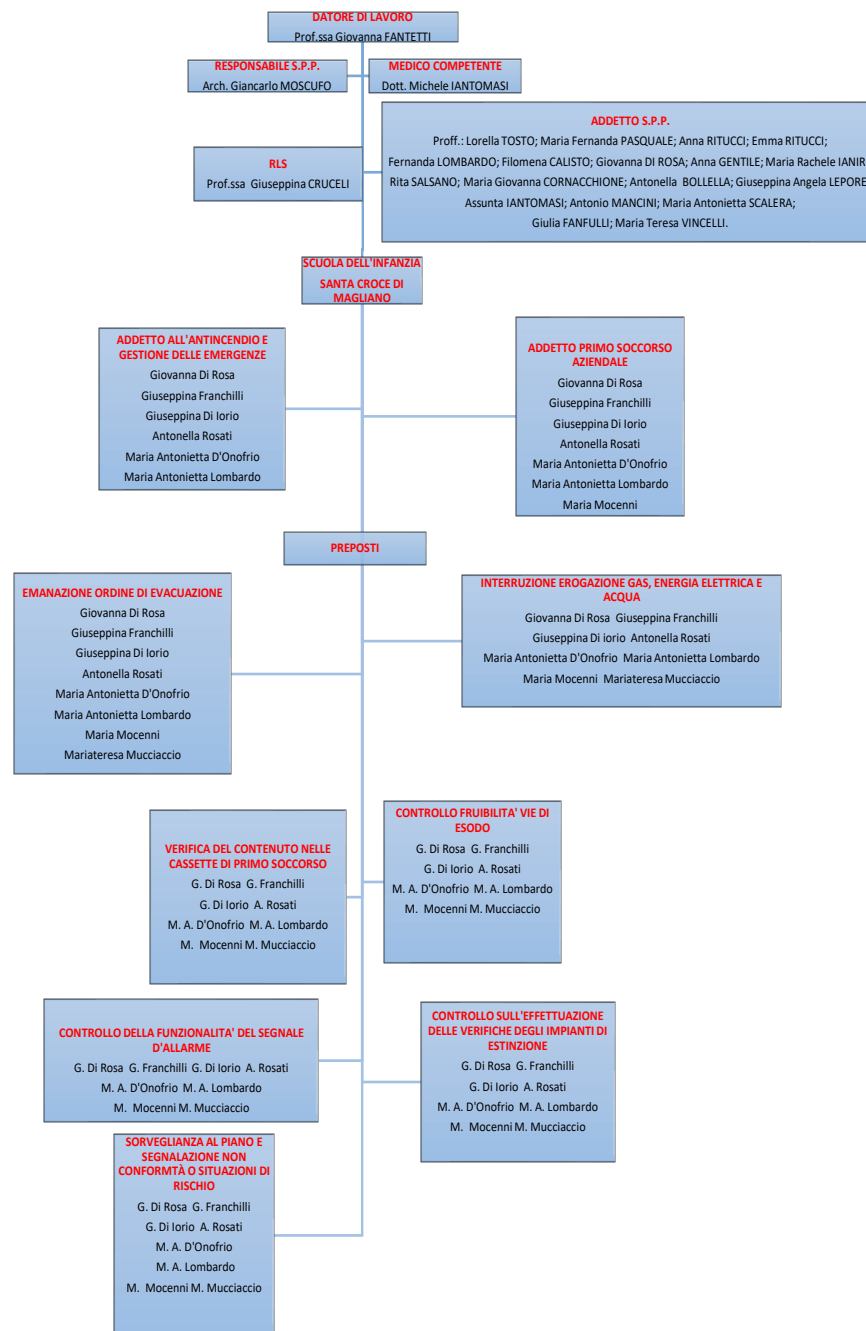 DATORE DI LAVORO
Prof.ssa Giovanna FANTETTI
RESPONSABILE S.P.P.
Arch. Giancarlo MOSCUFO
MEDICO COMPETENTE
Dott. Michele IANTOMASI
ADDETTO S.P.P.
Proff.: Lorella TOSTO; Maria Fernanda PASQUALE; Anna RITUCCI; Emma RITUCCI;
Fernanda LOMBARDO; Filomena CALISTO; Giovanna DI ROSA; Anna GENTILE; Maria Rachele IANIR
Rita SALSANO; Maria Giovanna CORNACCHIONE; Antonella BOLLELLA; Giuseppina Angela LEPORE
Assunta IANTOMASI; Antonio MANCINI; Maria Antonietta SCALERA;
Giulia FANFULLI; Maria Teresa VINCELLI.
RLS
Prof.ssa Giuseppina CRUCELI
SCUOLA DELL'INFANZIA
SANTA CROCE DI
MAGLIANO
ADDETTO ALL'ANTINCENDIO E
GESTIONE DELLE EMERGENZE
Giovanna Di Rosa
Giuseppina Franchilli
Giuseppina Di Iorio
Antonella Rosati
Maria Antonietta D'Onofrio
Maria Antonietta Lombardo
ADDETTO PRIMO SOCCORSO
AZIENDALE
Giovanna Di Rosa
Giuseppina Franchilli
Giuseppina Di Iorio
Antonella Rosati
Maria Antonietta D'Onofrio
Maria Antonietta Lombardo
Maria Mocenni
PREPOSTI
EMANAZIONE ORDINE DI EVACUAZIONE
Giovanna Di Rosa
Giuseppina Franchilli
Giuseppina Di Iorio
Antonella Rosati
Maria Antonietta D'Onofrio
Maria Antonietta Lombardo
Maria Mocenni
Mariateresa Mucciaccio
INTERRUZIONE EROGAZIONE GAS, ENERGIA ELETTRICA E
ACQUA
Giovanna Di Rosa Giuseppina Franchilli
Giuseppina Di iorio Antonella Rosati
Maria Antonietta D'Onofrio Maria Antonietta Lombardo
Maria Mocenni Mariateresa Mucciaccio
VERIFICA DEL CONTENUTO NELLE
CASSETTE DI PRIMO SOCCORSO
G. Di Rosa G. Franchilli
G. Di Iorio A. Rosati
M. A. D'Onofrio M. A. Lombardo
M. Mocenni M. Mucciaccio
CONTROLLO FRUIBILITA' VIE DI
ESODO
G. Di Rosa G. Franchilli
G. Di Iorio A. Rosati
M. A. D'Onofrio M. A. Lombardo
M. Mocenni M. Mucciaccio
CONTROLLO DELLA FUNZIONALITA' DEL SEGNALE
D'ALLARME
G. Di Rosa G. Franchilli G. Di Iorio A. Rosati
M. A. D'Onofrio M. A. Lombardo
M. Mocenni M. Mucciaccio
CONTROLLO SULL'EFFETTUAZIONE
DELLE VERIFICHE DEGLI IMPIANTI DI
ESTINZIONE
G. Di Rosa G. Franchilli
G. Di Iorio A. Rosati
M. A. D'Onofrio M. A. Lombardo
M. Mocenni M. Mucciaccio
SORVEGLIANZA AL PIANO E
SEGNALAZIONE NON
CONFORMTÀ O SITUAZIONI DI
RISCHIO
G. Di Rosa G. Franchilli
G. Di Iorio A. Rosati
M. A. D'Onofrio
M. A. Lombardo
M. Mocenni M. Mucciaccio